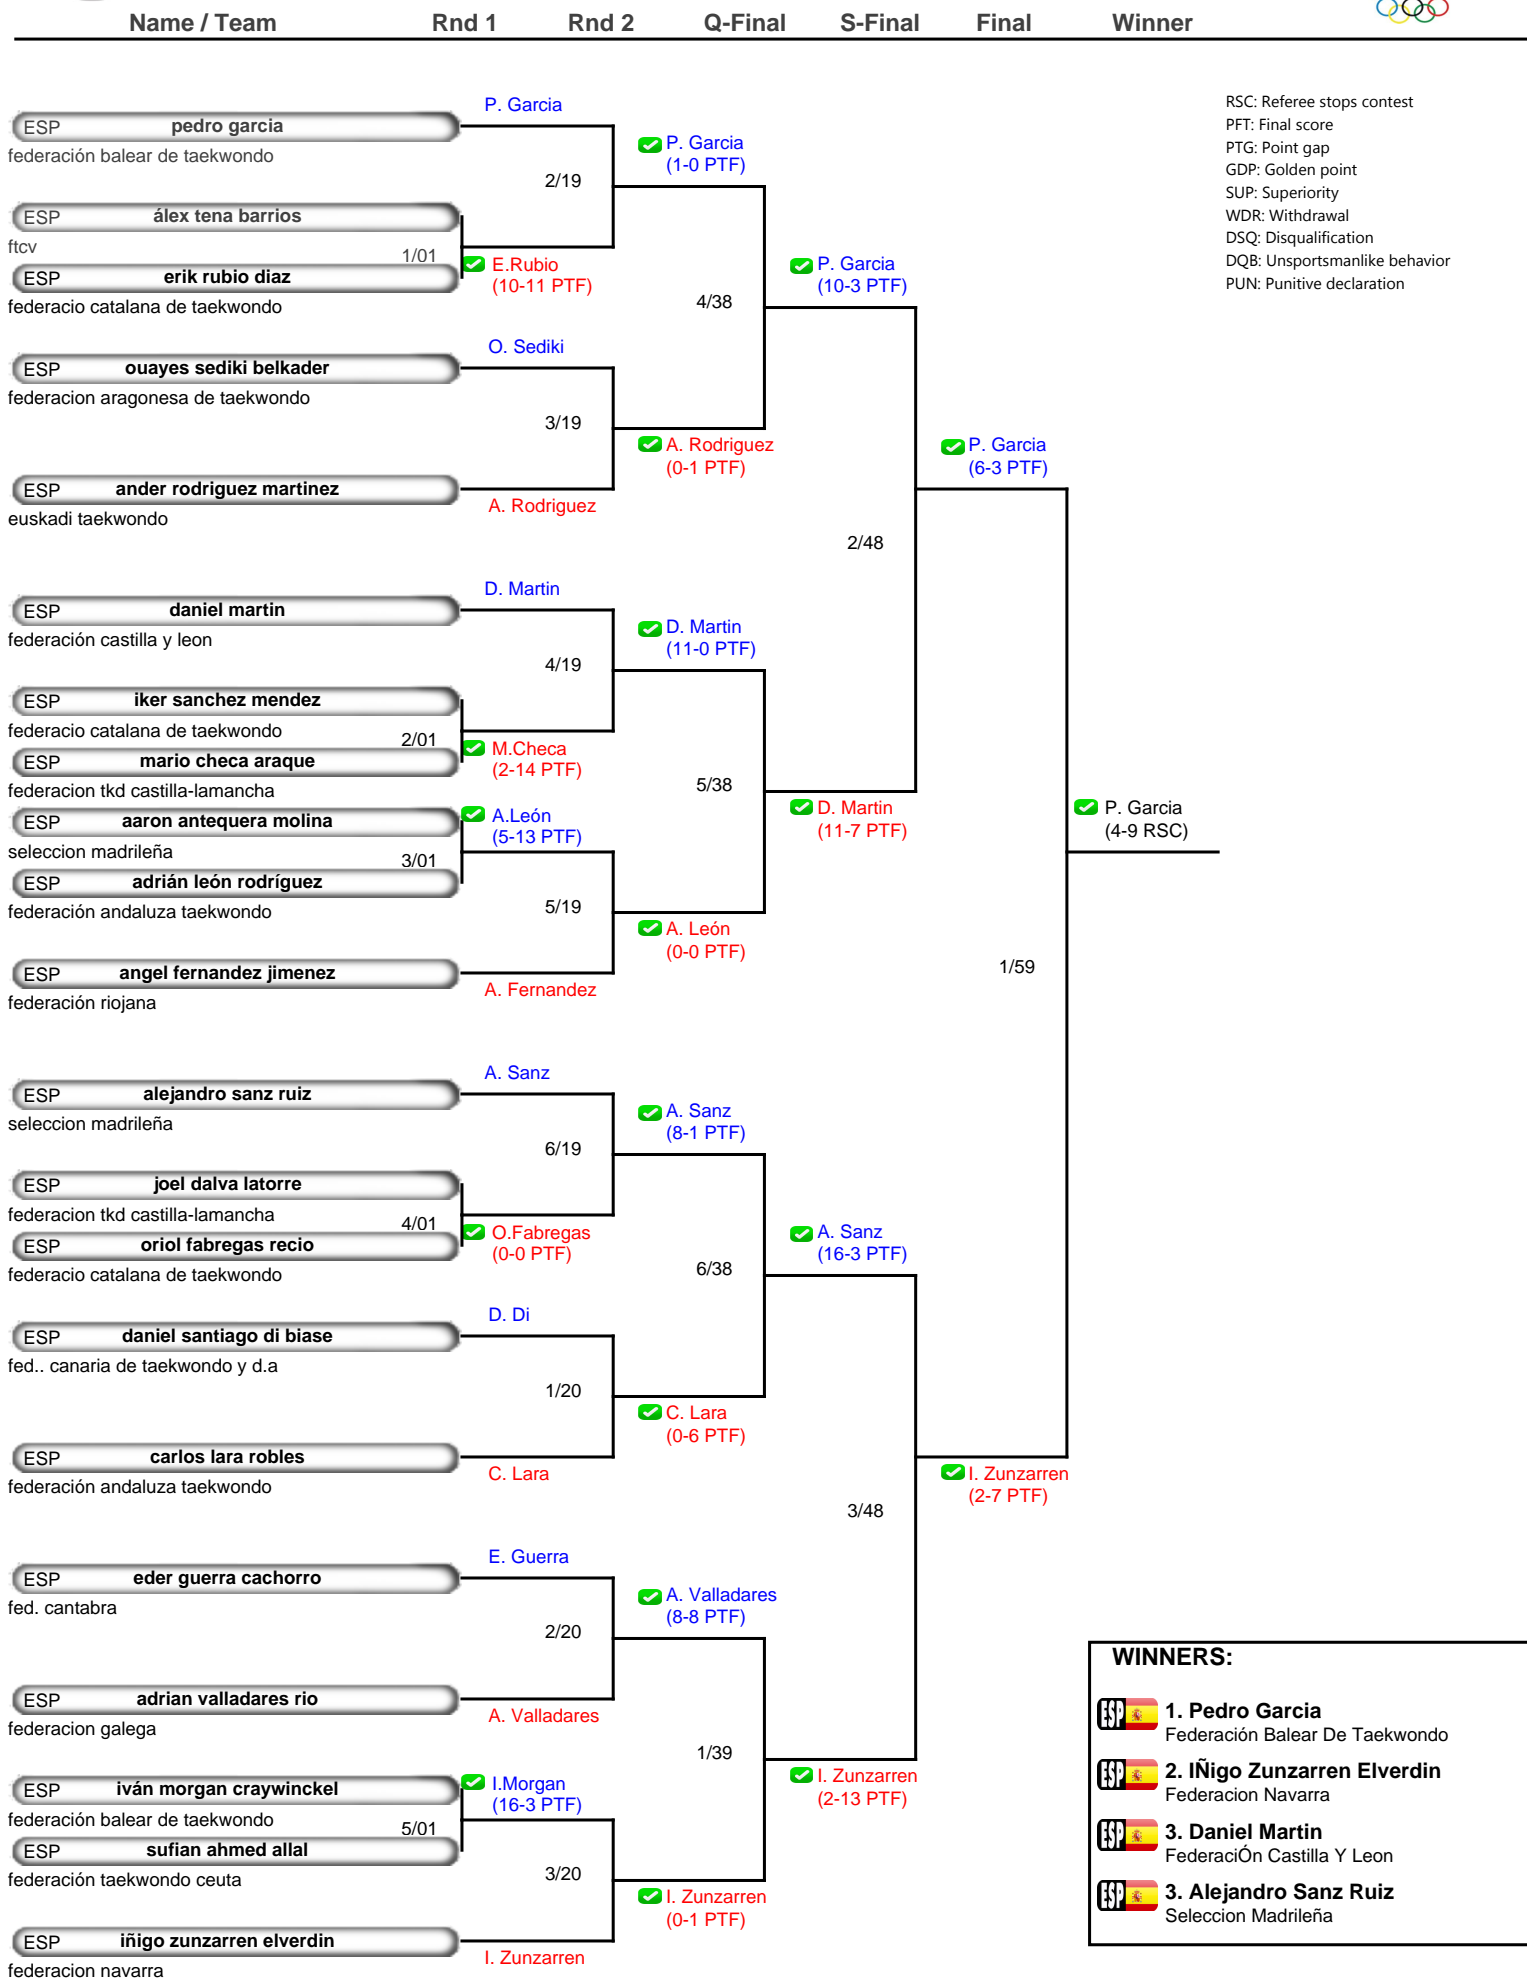 Name / Team Rnd 1 Rnd 2 Q-Final S-Final Final Winner
RSC: Referee stops contest
PFT: Final score
PTG: Point gap
GDP: Golden point
SUP: Superiority
WDR: Withdrawal
DSQ: Disqualification
DQB: Unsportsmanlike behavior
PUN: Punitive declaration
P. Garcia
ESP pedro garcia
federación balear de taekwondo
P. Garcia
(1-0 PTF)
2/19
ESP álex tena barrios
ftcv
1/01
E.Rubio
(10-11 PTF)
ESP erik rubio diaz
federacio catalana de taekwondo
P. Garcia
(10-3 PTF)
4/38
O. Sediki
ESP ouayes sediki belkader
federacion aragonesa de taekwondo
3/19
A. Rodriguez
(0-1 PTF)
P. Garcia
(6-3 PTF)
ESP ander rodriguez martinez
euskadi taekwondo
A. Rodriguez
2/48
D. Martin
ESP daniel martin
federación castilla y leon
D. Martin
(11-0 PTF)
4/19
ESP iker sanchez mendez
federacio catalana de taekwondo
2/01
M.Checa
(2-14 PTF)
ESP mario checa araque
federacion tkd castilla-lamancha
5/38
ESP aaron antequera molina
seleccion madrileña
A.León
(5-13 PTF)
D. Martin
(11-7 PTF)
P. Garcia
(4-9 RSC)
3/01
ESP adrián león rodríguez
federación andaluza taekwondo
5/19
A. León
(0-0 PTF)
ESP angel fernandez jimenez
federación riojana
A. Fernandez
1/59
A. Sanz
ESP alejandro sanz ruiz
seleccion madrileña
A. Sanz
(8-1 PTF)
6/19
ESP joel dalva latorre
federacion tkd castilla-lamancha
4/01
O.Fabregas
(0-0 PTF)
ESP oriol fabregas recio
federacio catalana de taekwondo
A. Sanz
(16-3 PTF)
6/38
D. Di
ESP daniel santiago di biase
fed.. canaria de taekwondo y d.a
1/20
C. Lara
(0-6 PTF)
ESP carlos lara robles
federación andaluza taekwondo
C. Lara
I. Zunzarren
(2-7 PTF)
3/48
E. Guerra
ESP eder guerra cachorro
fed. cantabra
A. Valladares
(8-8 PTF)
2/20
ESP adrian valladares rio
federacion galega
A. Valladares
1/39
ESP iván morgan craywinckel
federación balear de taekwondo
I.Morgan
(16-3 PTF)
I. Zunzarren
(2-13 PTF)
5/01
ESP sufian ahmed allal
federación taekwondo ceuta
3/20
I. Zunzarren
(0-1 PTF)
ESP iñigo zunzarren elverdin
federacion navarra
I. Zunzarren
WINNERS:
ESP 1. Pedro Garcia
Federación Balear De Taekwondo
ESP 2. IÑigo Zunzarren Elverdin
Federacion Navarra
ESP 3. Daniel Martin
FederaciÓn Castilla Y Leon
ESP 3. Alejandro Sanz Ruiz
Seleccion Madrileña